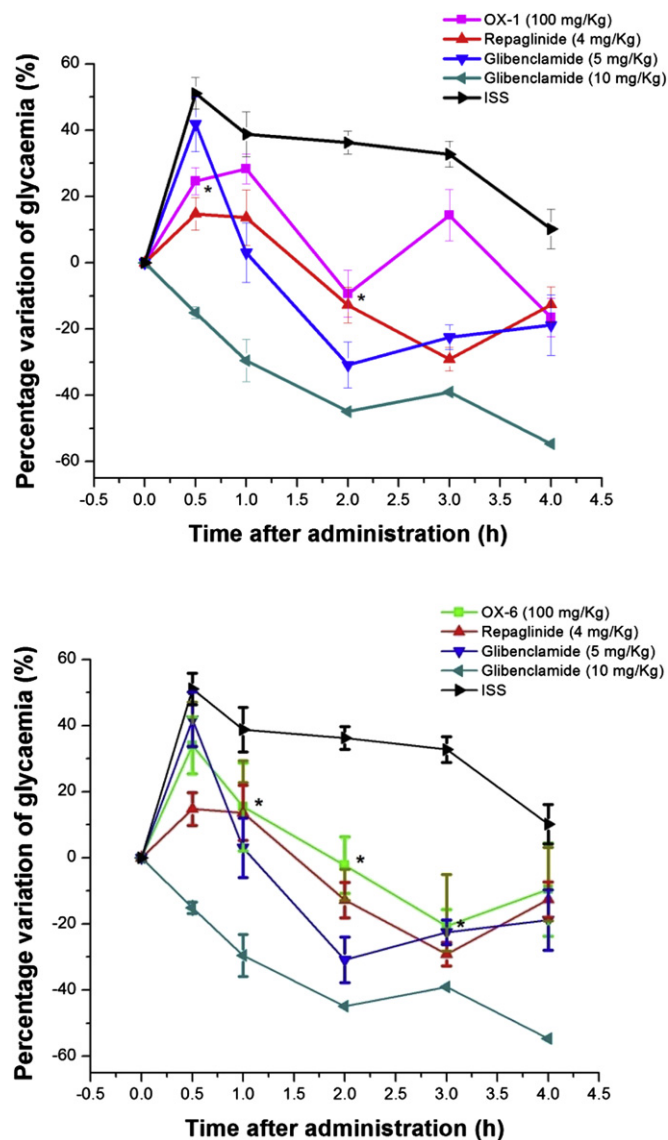 OX-1 (100 mg/Kg)
Repaglinide (4 mg/Kg)
Glibenclamide (5 mg/Kg)
Glibenclamide (10 mg/Kg)
ISS
Percentage variation of glycaemia (%)
60
40
20
0
-20
-40
-60
*
*
-0.5 0.0 0.5 1.0 1.5 2.0 2.5 3.0 3.5 4.0 4.5
Time after administration (h)
OX-6 (100 mg/Kg)
Repaglinide (4 mg/Kg)
Glibenclamide (5 mg/Kg)
Glibenclamide (10 mg/Kg)
ISS
Percentage variation of glycaemia (%)
60
40
20
0
-20
-40
-60
*
*
*
-0.5 0.0 0.5 1.0 1.5 2.0 2.5 3.0 3.5 4.0 4.5
Time after administration (h)